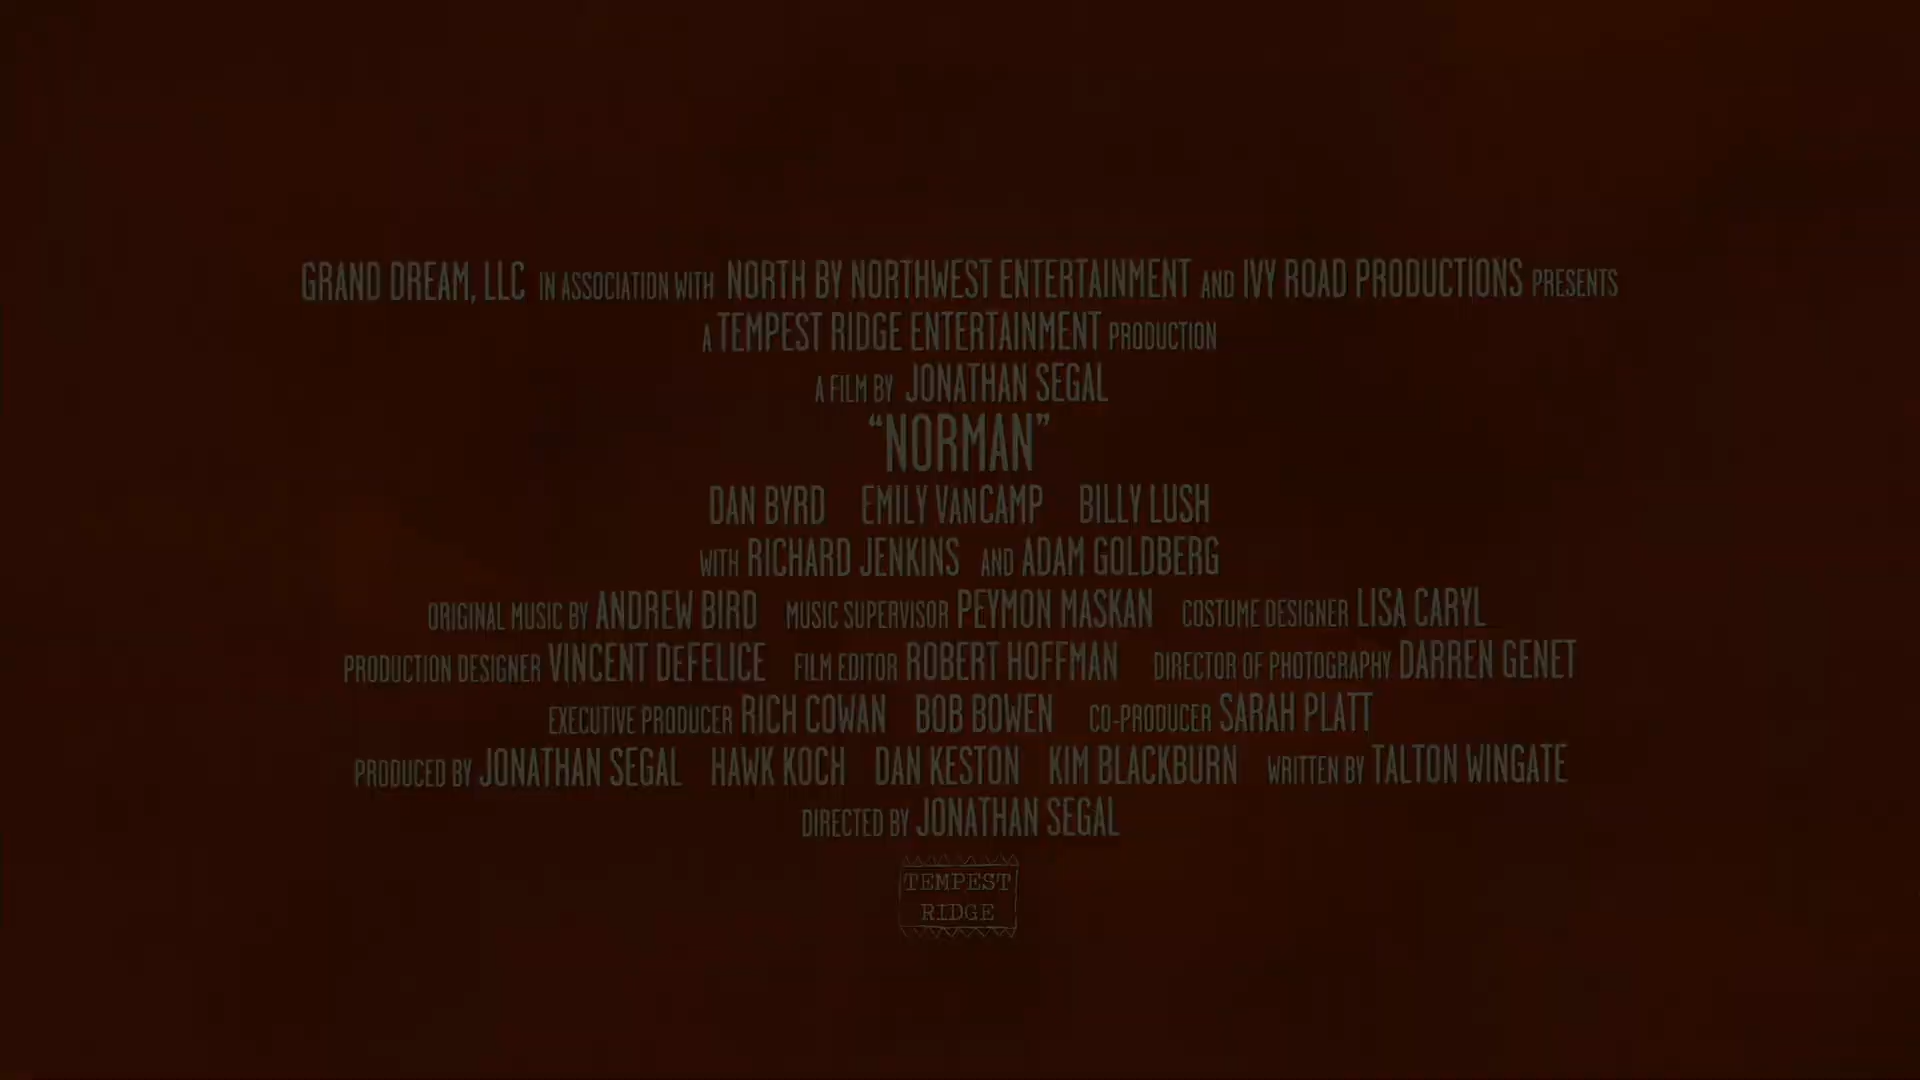 GRAND DREAM, LLC IN ASSOCIATION WITH NORTH BY NORTHWEST ENTERTAINMENT AND IVY ROAD PRODUCTIONS PRESENTS
A TEMPEST RIDGE ENTERTAINMENT PRODUCTION
A FILM BY JONATHAN SEGAL
“NORMAN”
DAN BYRD EMILY VANCAMP BILLY LUSH
WITH RICHARD JENKINS AND ADAM GOLDBERG
ORIGINAL MUSIC BY ANDREW BIRD MUSIC SUPERVISOR PEYMON MASKAN COSTUME DESIGNER LISA CARYL
PRODUCTION DESIGNER VINCENT DEFELICE FILM EDITOR ROBERT HOFFMAN DIRECTOR OF PHOTOGRAPHY DARREN GENET
EXECUTIVE PRODUCER RICH COWAN BOB BOWEN CO-PRODUCER SARAH PLATT
PRODUCED BY JONATHAN SEGAL HAWK KOCH DAN KESTON KIM BLACKBURN WRITTEN BY TALTON WINGATE
DIRECTED BY JONATHAN SEGAL
TEMPEST
RIDGE